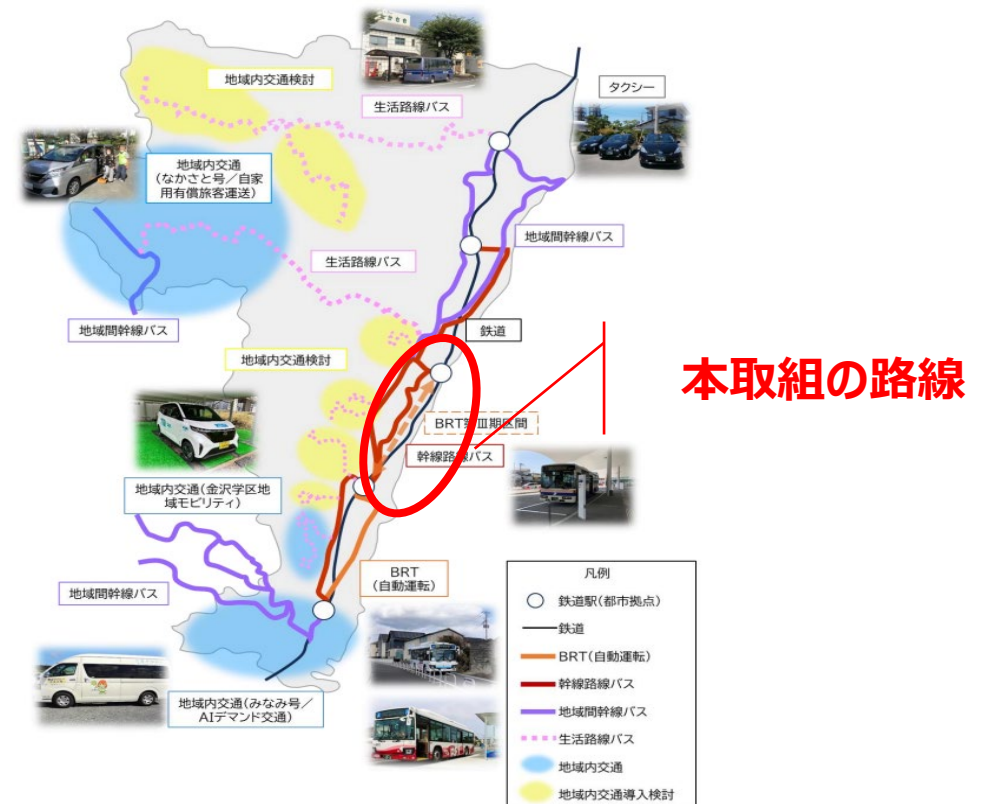 地域内交通検討
生活路線バス
タクシー
地域内交通
(なかさと号／自家
用有償旅客運送)
地域間幹線バス
生活路線バス
地域間幹線バス
鉄道
地域内交通検討
本取組の路線
BRT第Ⅲ期区間
幹線路線バス
地域内交通(金沢学区地
域モビリティ)
BRT
(自動運転)
地域間幹線バス
地域内交通(みなみ号／
AIデマンド交通)
凡例
鉄道駅(都市拠点)
鉄道
BRT(自動運転)
幹線路線バス
地域間幹線バス
生活路線バス
地域内交通
地域内交通導入検討